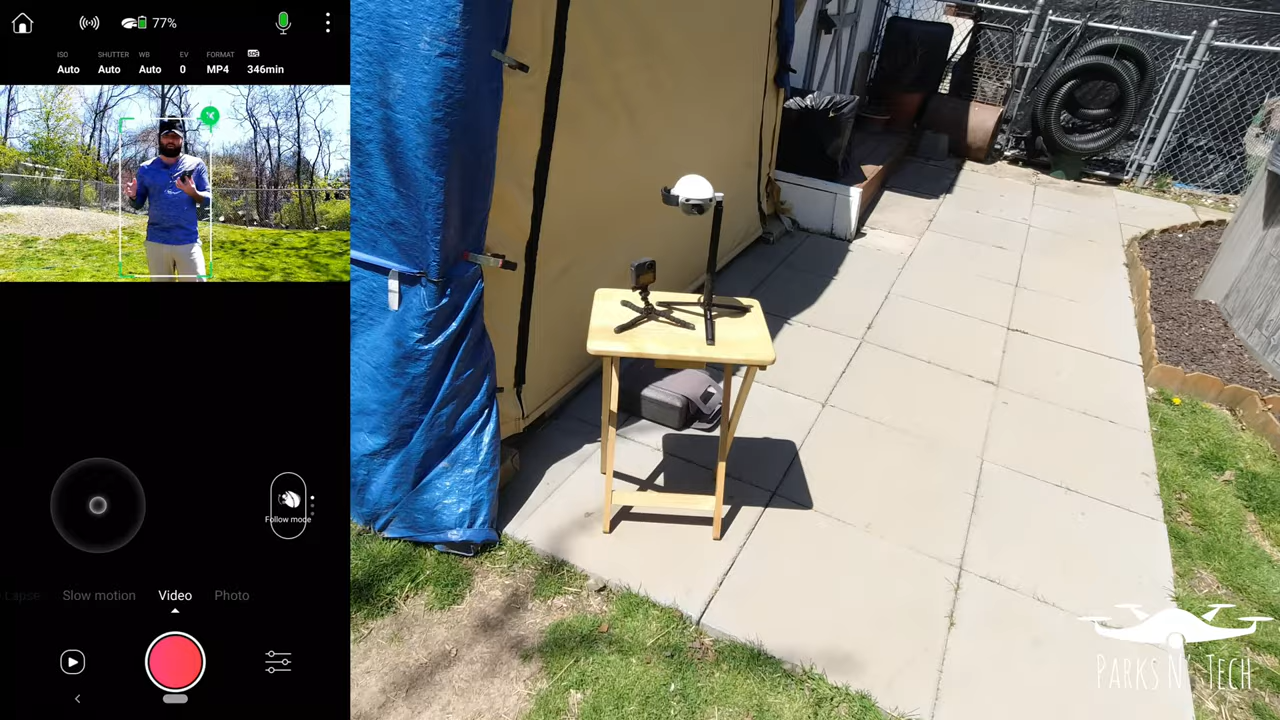 77%
ISO SHUTTER WB EV FORMAT
Auto Auto Auto 0 MP4 346min
Follow mode
Lapse Slow motion Video Photo
PARKS N' TECH